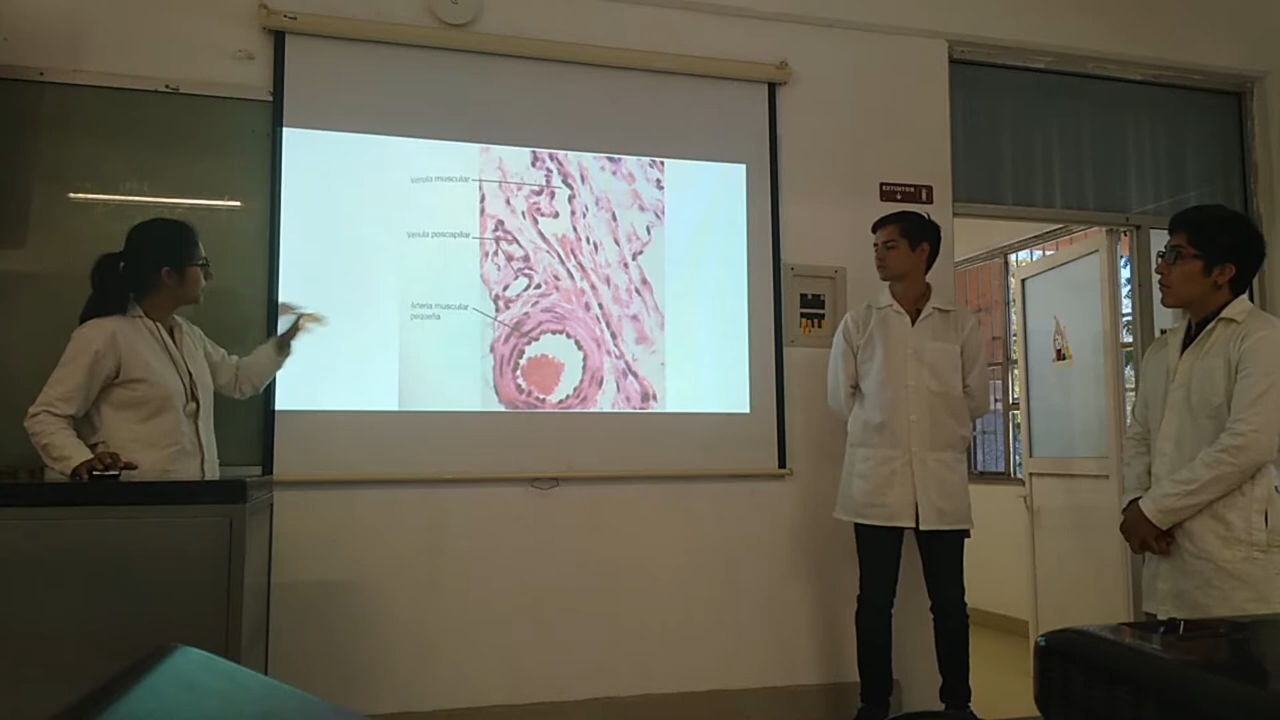 Vénula muscular
Vénula poscapilar
Arteria muscular
pequeña
EXTINTOR